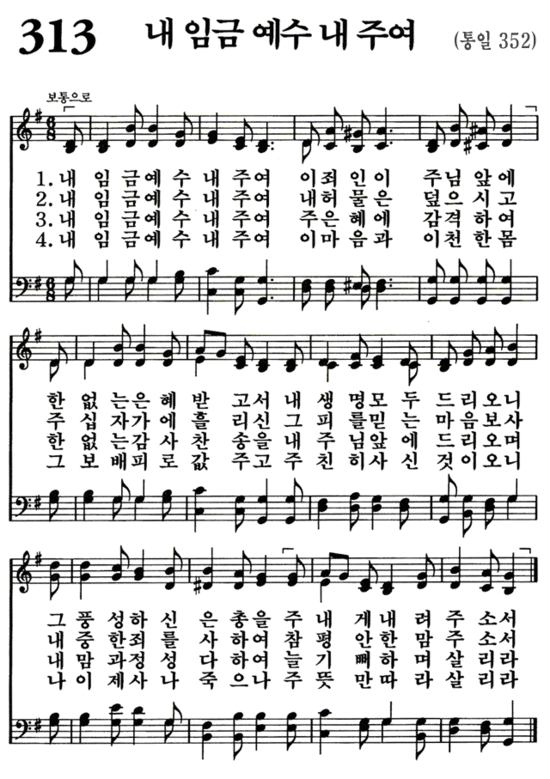 313 내 임금 예수 내 주여 (통일 352)
보통으로
1. 내 임 금예 수 내 주여 이죄 인이 주님 앞에
2. 내 임 금예 수 내 주여 내허 물은 덮으 시고
3. 내 임 금예 수 내 주여 주은 혜에 감격 하여
4. 내 임 금예 수 내 주여 이마 음과 이천 한몸
한 없 는은 혜 받 고서 내 생 명모 두 드 리 오니
주 십 자가 에 흘 리신 그 피 를믿 는 마 음 보사
한 없 는감 사 찬 송을 내 주 님앞 에 드 리 오며
그 보 배피 로 값 주고 주 친 히사 신 것 이 오니
그 풍 성하 신 은 총을 주 내 게내 려 주 소서
내 중 한죄 를 사 하여 참 평 안한 맘 주 소서
내 맘 과정 성 다 하여 늘 기 뻐하 며 살 리라
나 이 제사 나 죽 으나 주 뜻 만따 라 살 리라